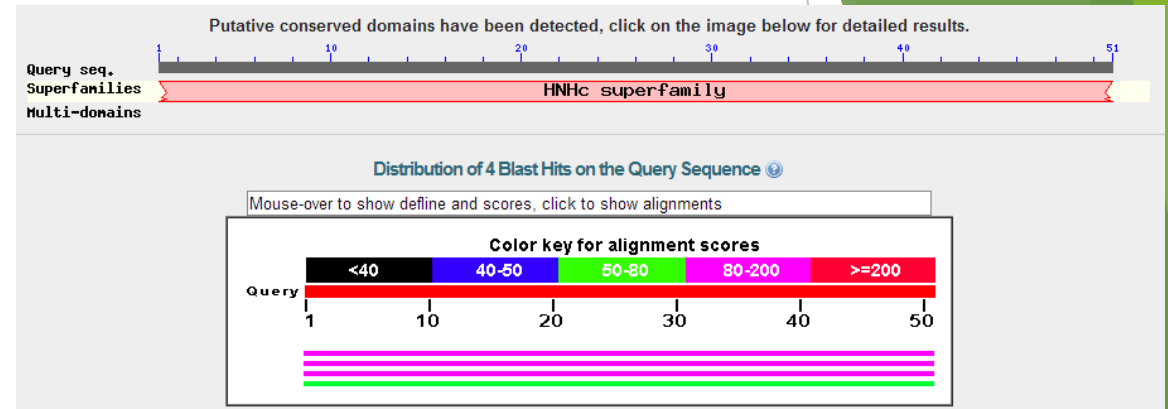 Putative conserved domains have been detected, click on the image below for detailed results.
1 10 20 30 40 51
Query seq.
Superfamilies HNHc superfamily
Multi-domains
Distribution of 4 Blast Hits on the Query Sequence ?
Mouse-over to show defline and scores, click to show alignments
Color key for alignment scores
<40 40-50 50-80 80-200 >=200
Query
1 10 20 30 40 50